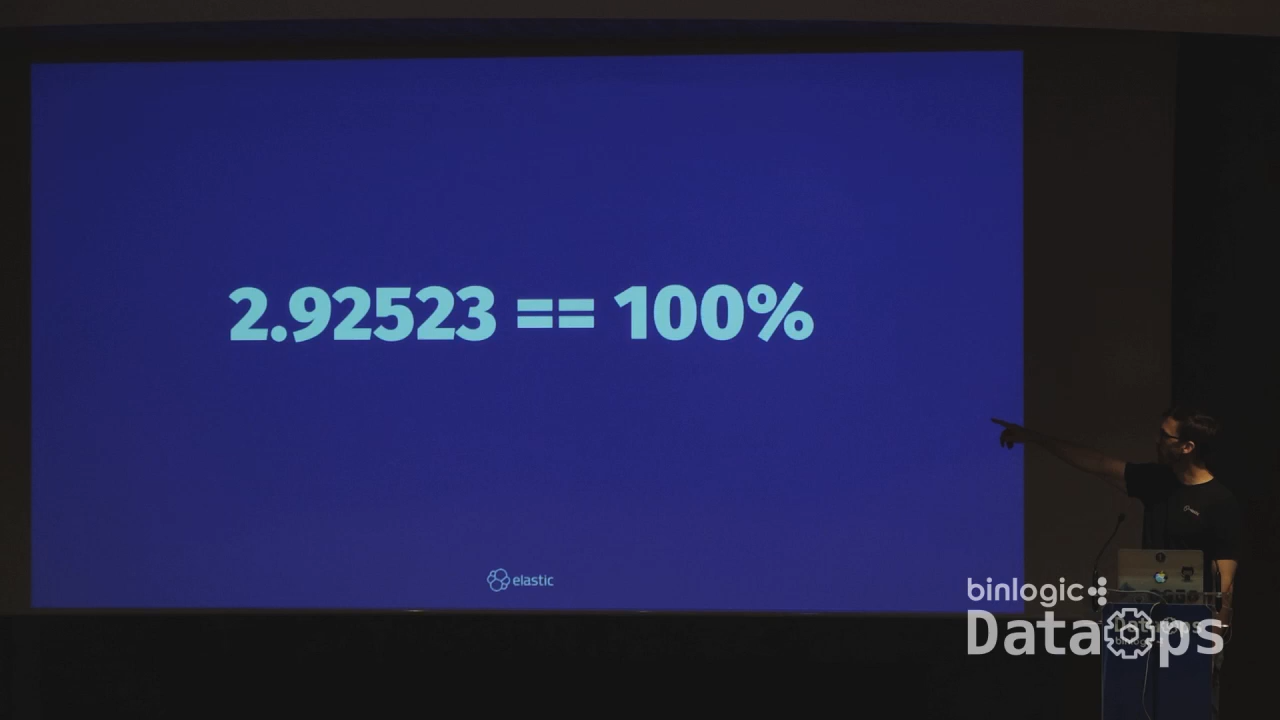 2.92523 == 100%
elastic
binlogic
DataOps